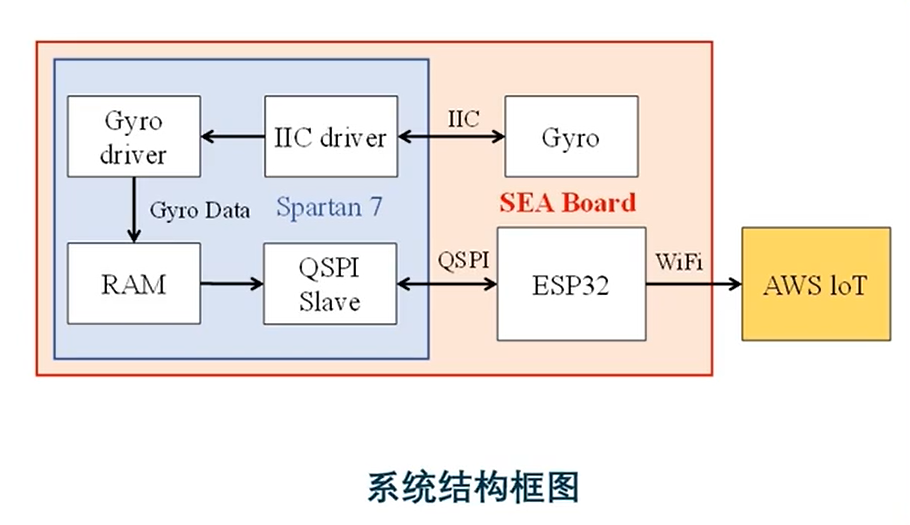 Gyro
driver
IIC driver
IIC
Gyro
Gyro Data
Spartan 7
SEA Board
RAM
QSPI
Slave
QSPI
ESP32
WiFi
AWS loT
系统结构框图